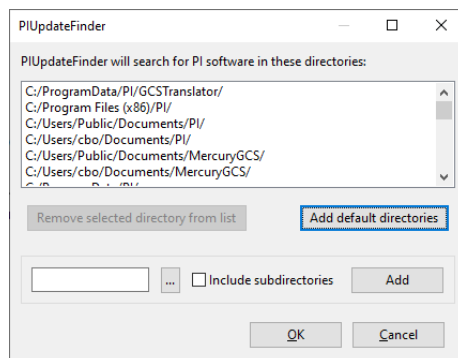 PIUpdateFinder
PIUpdateFinder will search for PI software in these directories:
C:/ProgramData/PI/GCSTranslator/
C:/Program Files (x86)/PI/
C:/Users/Public/Documents/PI/
C:/Users/cbo/Documents/PI/
C:/Users/Public/Documents/MercuryGCS/
C:/Users/cbo/Documents/MercuryGCS/
Remove selected directory from list
Add default directories
... Include subdirectories Add
OK Cancel